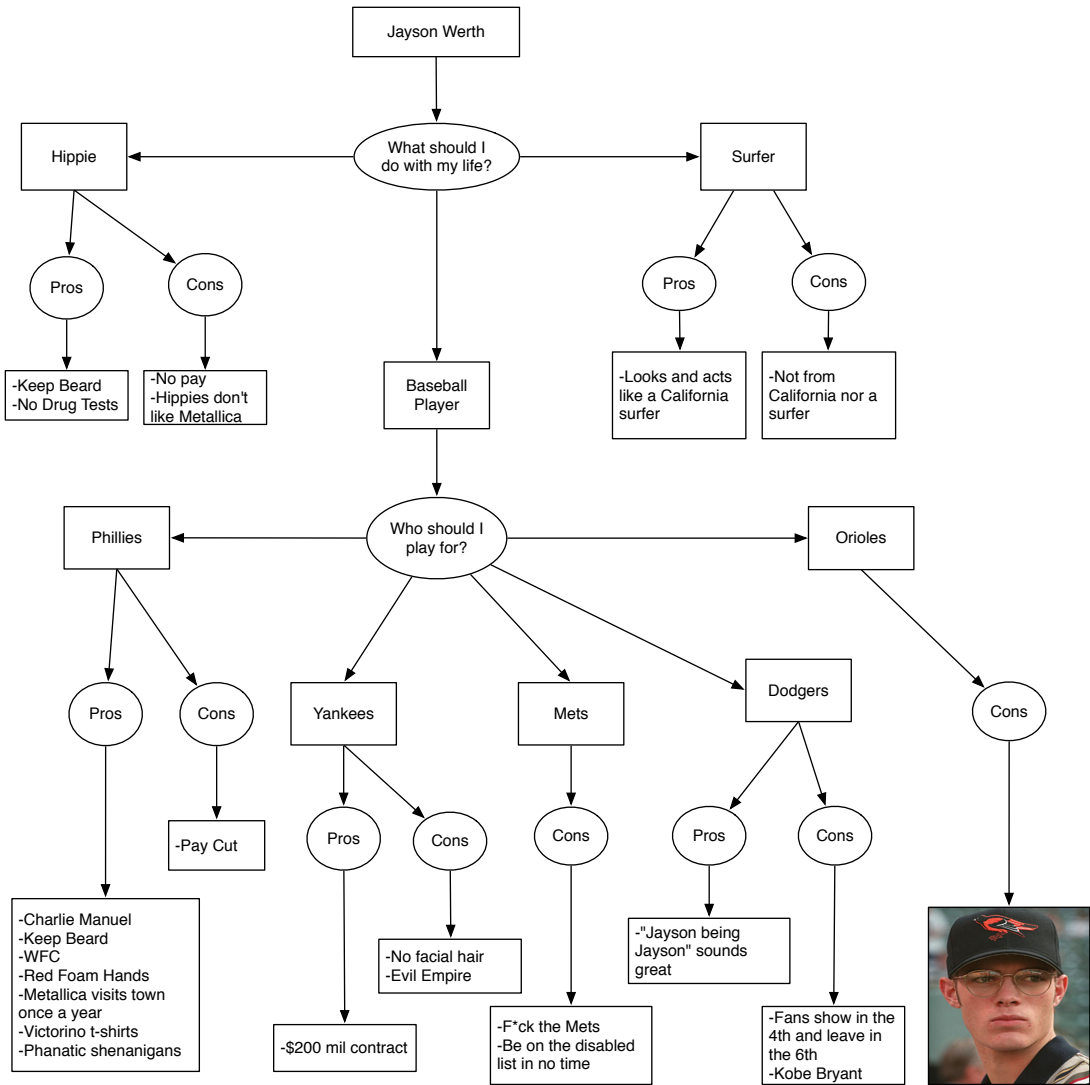 Jayson Werth
What should I
do with my life?
Hippie
Surfer
Pros
Cons
Pros
Cons
-Keep Beard
-No Drug Tests
-No pay
-Hippies don't
like Metallica
Baseball
Player
-Looks and acts
like a California
surfer
-Not from
California nor a
surfer
Who should I
play for?
Phillies
Orioles
Yankees
Mets
Dodgers
Pros
Cons
Cons
Pros
Cons
Cons
Pros
Cons
-Pay Cut
-Charlie Manuel
-Keep Beard
-WFC
-Red Foam Hands
-Metallica visits town
once a year
-Victorino t-shirts
-Phanatic shenanigans
-$200 mil contract
-No facial hair
-Evil Empire
-F*ck the Mets
-Be on the disabled
list in no time
-"Jayson being
Jayson" sounds
great
-Fans show in the
4th and leave in
the 6th
-Kobe Bryant